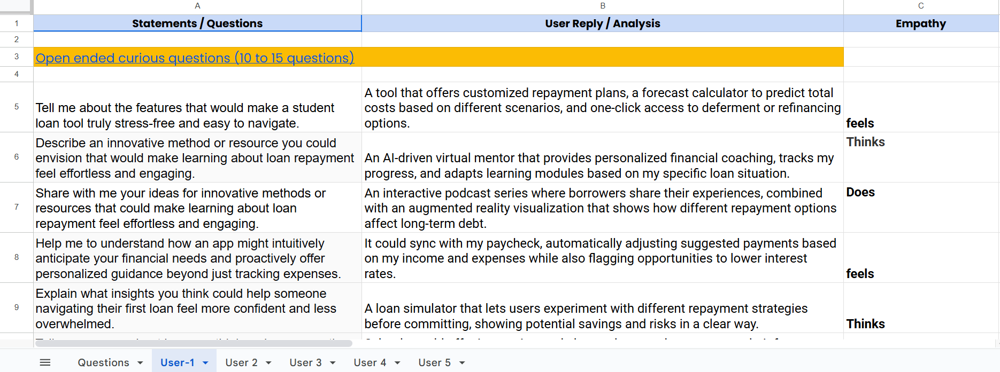 A B C
1 Statements / Questions User Reply / Analysis Empathy
2
3 Open ended curious questions (10 to 15 questions)
4
A tool that offers customized repayment plans, a forecast calculator to predict total
5 Tell me about the features that would make a student costs based on different scenarios, and one-click access to deferment or refinancing
loan tool truly stress-free and easy to navigate. options. feels
Describe an innovative method or resource you could Thinks
6 envision that would make learning about loan repayment An AI-driven virtual mentor that provides personalized financial coaching, tracks my
feel effortless and engaging. progress, and adapts learning modules based on my specific loan situation.
Share with me your ideas for innovative methods or An interactive podcast series where borrowers share their experiences, combined Does
7 resources that could make learning about loan with an augmented reality visualization that shows how different repayment options
repayment feel effortless and engaging. affect long-term debt.
Help me to understand how an app might intuitively It could sync with my paycheck, automatically adjusting suggested payments based
8 anticipate your financial needs and proactively offer on my income and expenses while also flagging opportunities to lower interest
personalized guidance beyond just tracking expenses. rates. feels
Explain what insights you think could help someone
9 navigating their first loan feel more confident and less A loan simulator that lets users experiment with different repayment strategies
overwhelmed. before committing, showing potential savings and risks in a clear way. Thinks
Questions User-1 User 2 User 3 User 4 User 5